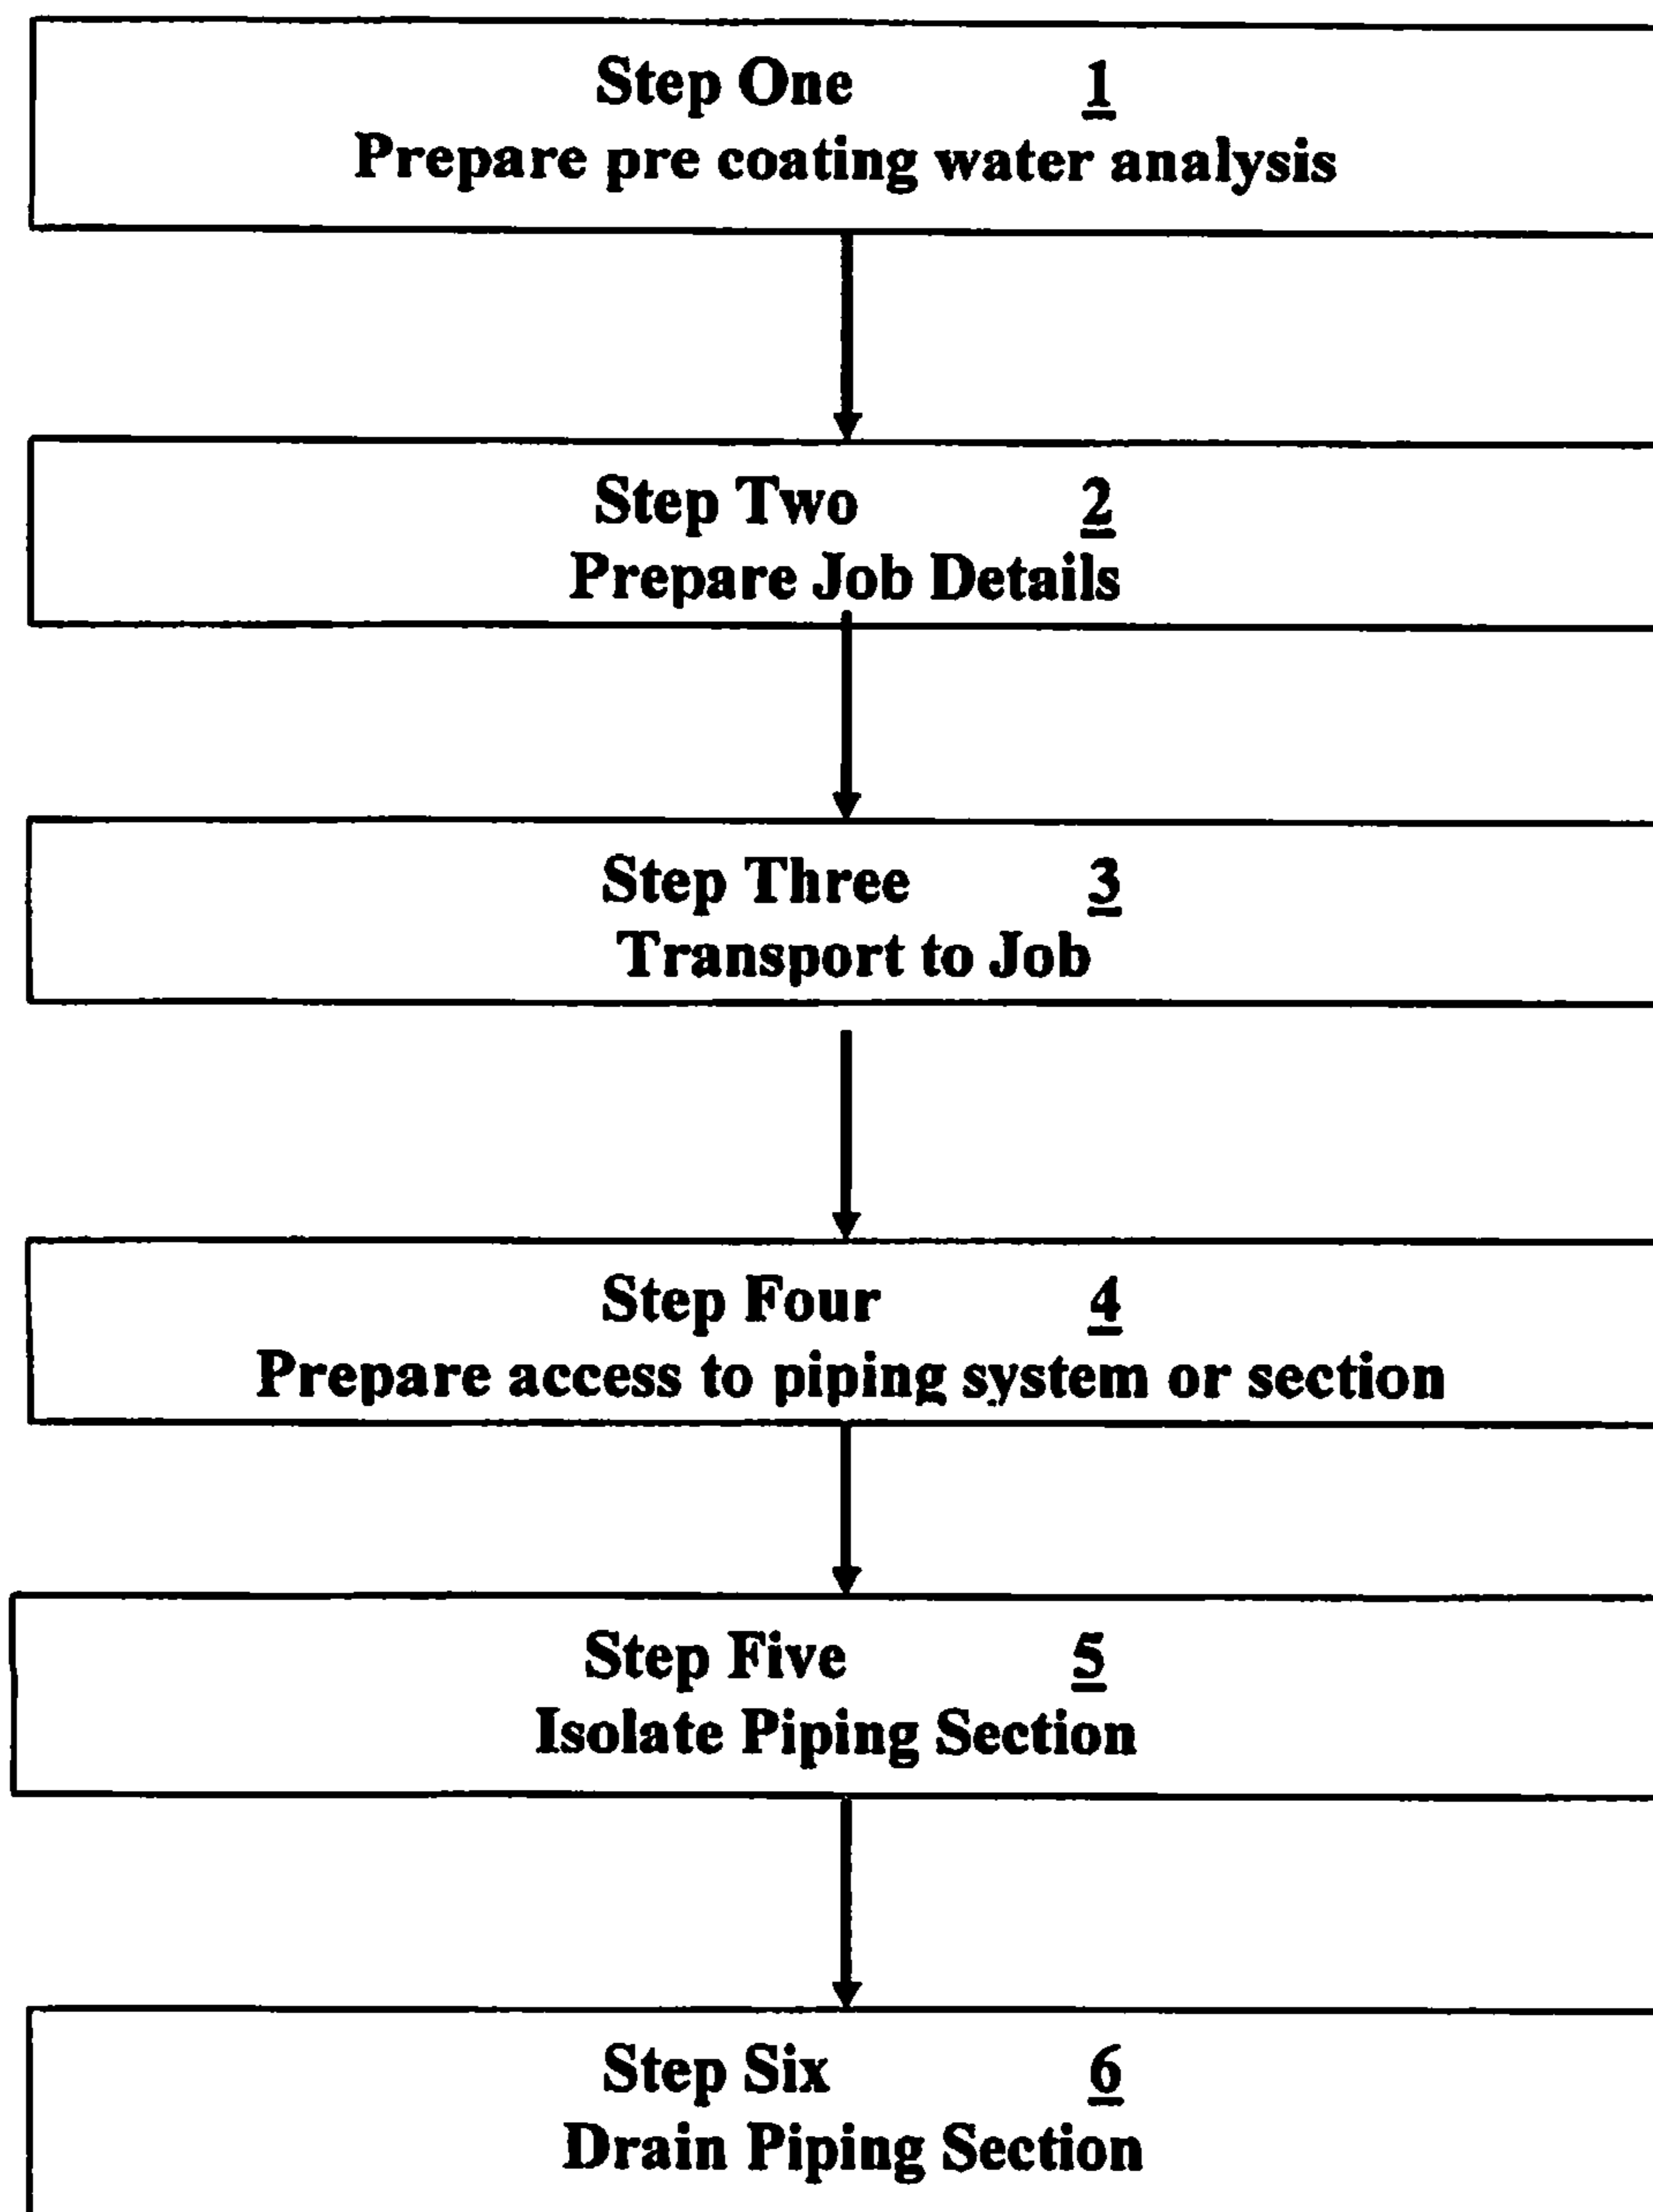 Step One 1
Prepare pre coating water analysis
Step Two 2
Prepare Job Details
Step Three 3
Transport to Job
Step Four 4
Prepare access to piping system or section
Step Five 5
Isolate Piping Section
Step Six 6
Drain Piping Section